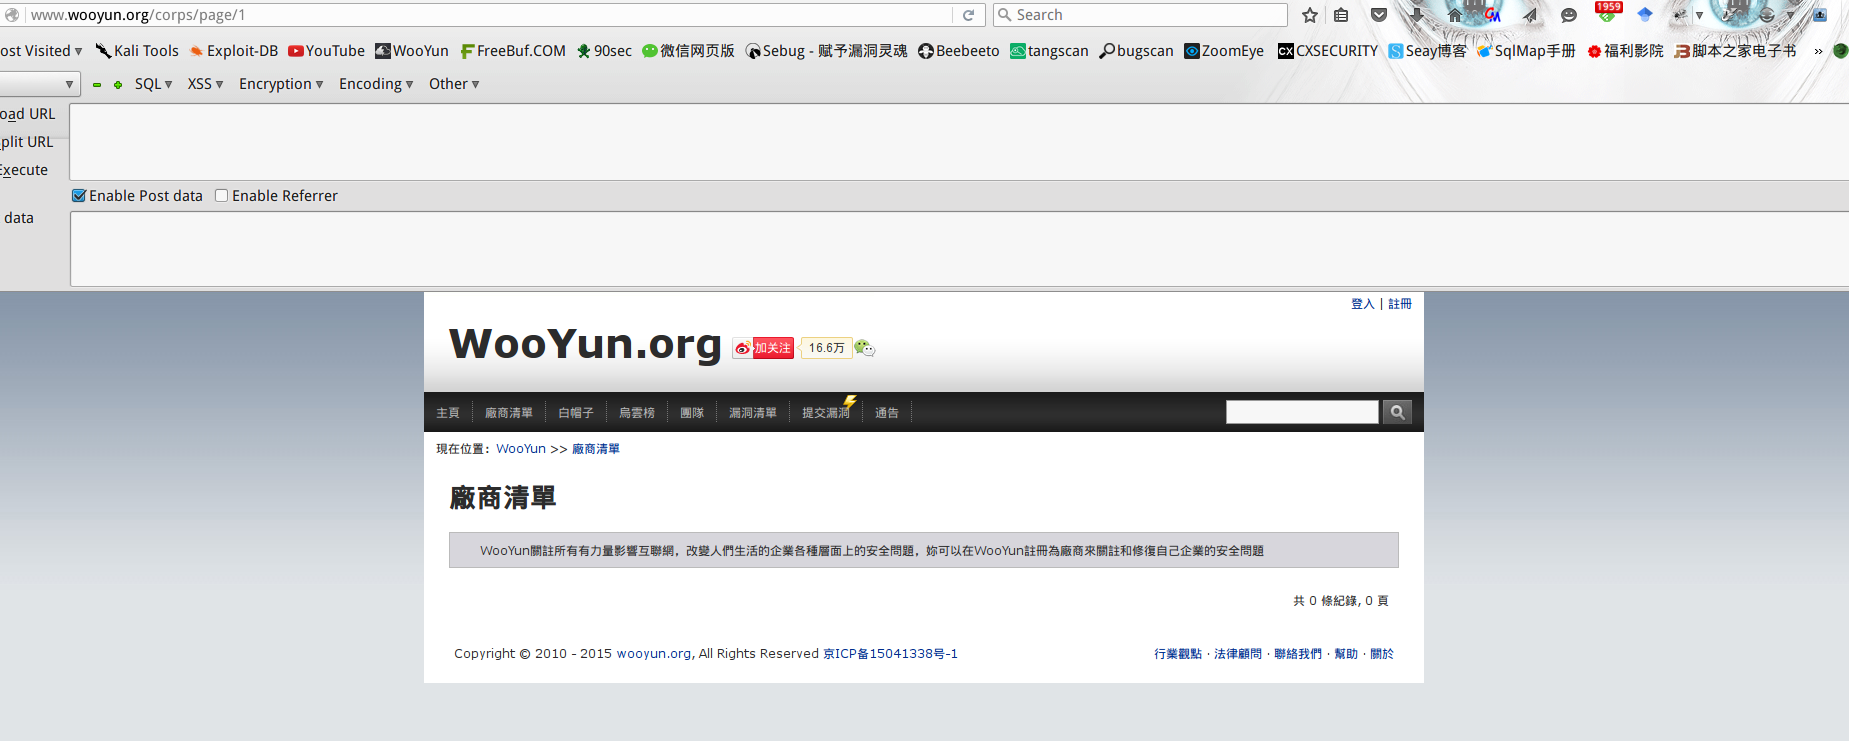 www.wooyun.org/corps/page/1 Search 1959
ost Visited Kali Tools Exploit-DB YouTube WooYun FreeBuf.COM 90sec 微信网页版 Sebug - 赋予漏洞灵魂 Beebeeto tangscan bugscan ZoomEye CXSECURITY Seay博客 SqlMap手册 福利影院 脚本之家电子书 »
SQL XSS Encryption Encoding Other
oad URL
plit URL
Execute
Enable Post data Enable Referrer
data
登入 | 註冊
WooYun.org 加关注 16.6万
主頁 廠商清單 白帽子 烏雲榜 團隊 漏洞清單 提交漏洞 通告
現在位置：WooYun >> 廠商清單
廠商清單
WooYun關註所有有力量影響互聯網，改變人們生活的企業各種層面上的安全問題，妳可以在WooYun註冊為廠商來關註和修復自己企業的安全問題
共 0 條紀錄, 0 頁
Copyright © 2010 - 2015 wooyun.org, All Rights Reserved 京ICP备15041338号-1 行業觀點 · 法律顧問 · 聯絡我們 · 幫助 · 關於